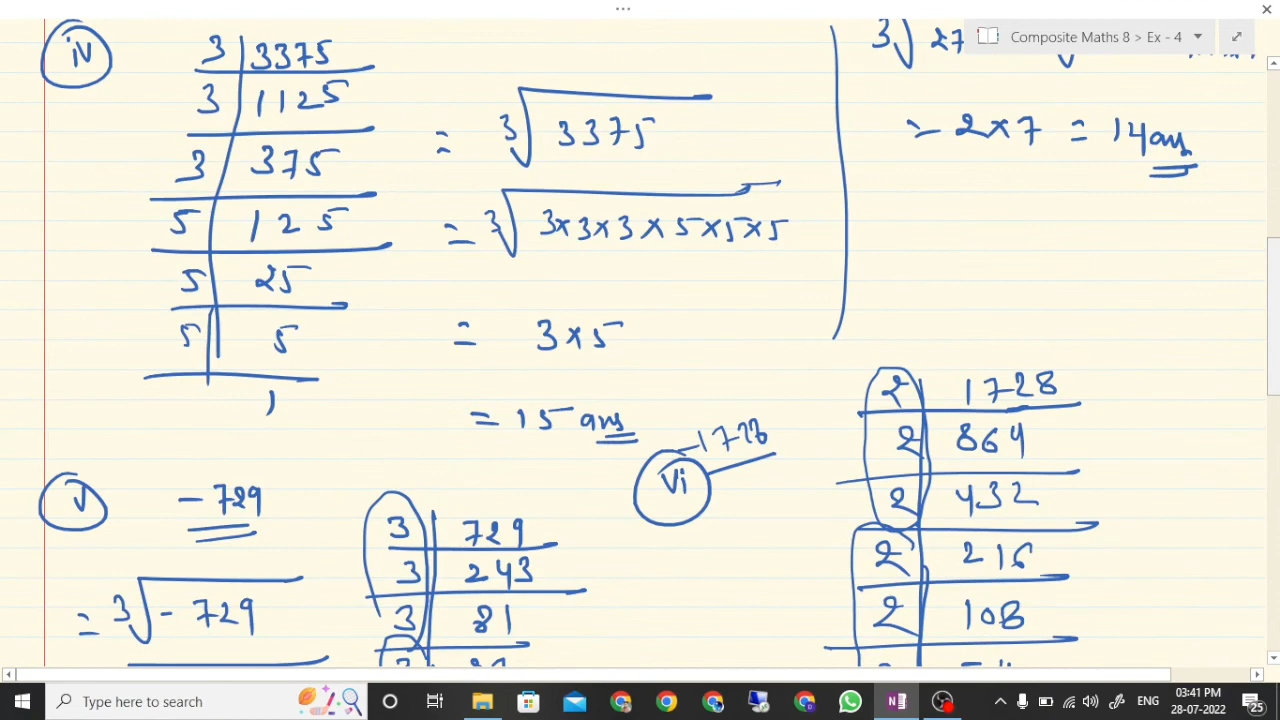 Composite Maths 8 > Ex - 4
iv
3 | 3375
3 | 1125
3 | 375
5 | 125
5 | 25
5 | 5
1
= ∛3375
= ∛3×3×3×5×5×5
= 3×5
= 15 ans
3√27
= 2×7 = 14 ans
v
-729
= ∛-729
3 | 729
3 | 243
3 | 81
vi
-1728
2 | 1728
2 | 864
2 | 432
2 | 216
2 | 108
Type here to search
ENG
03:41 PM
28-07-2022
25